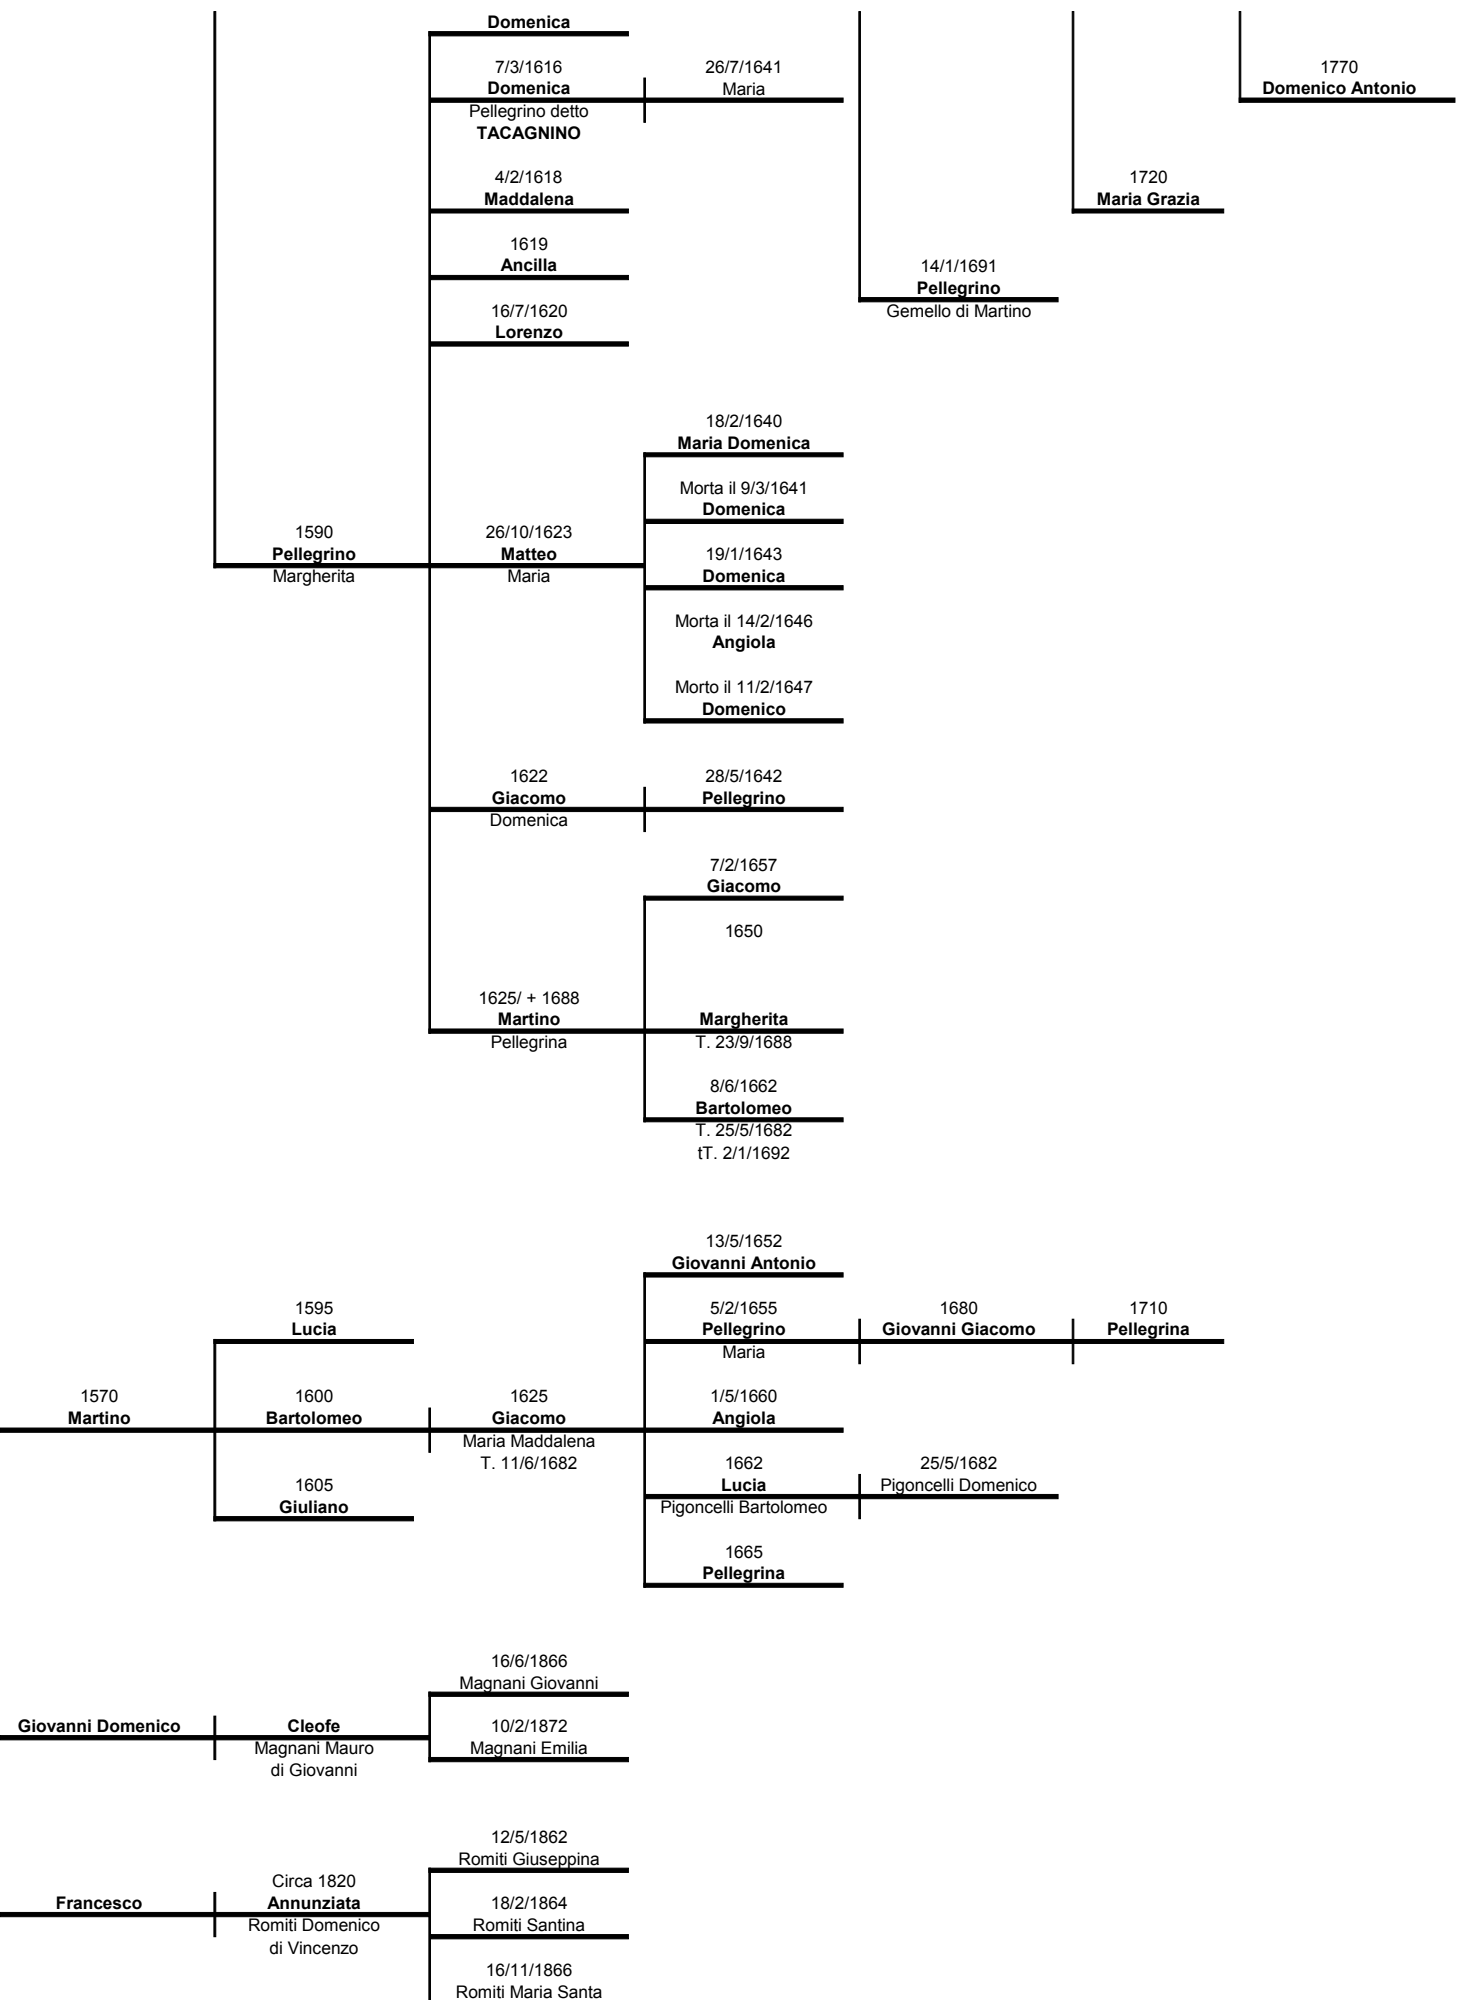 Domenica
7/3/1616
Domenica
Pellegrino detto
TACAGNINO
26/7/1641
Maria
1770
Domenico Antonio
4/2/1618
Maddalena
1720
Maria Grazia
1619
Ancilla
14/1/1691
Pellegrino
Gemello di Martino
16/7/1620
Lorenzo
18/2/1640
Maria Domenica
Morta il 9/3/1641
Domenica
1590
Pellegrino
Margherita
26/10/1623
Matteo
Maria
19/1/1643
Domenica
Morta il 14/2/1646
Angiola
Morto il 11/2/1647
Domenico
1622
Giacomo
Domenica
28/5/1642
Pellegrino
7/2/1657
Giacomo
1650
1625/ + 1688
Martino
Pellegrina
Margherita
T. 23/9/1688
8/6/1662
Bartolomeo
T. 25/5/1682
tT. 2/1/1692
13/5/1652
Giovanni Antonio
1595
Lucia
5/2/1655
Pellegrino
Maria
1680
Giovanni Giacomo
1710
Pellegrina
1570
Martino
1600
Bartolomeo
1625
Giacomo
Maria Maddalena
T. 11/6/1682
1/5/1660
Angiola
1605
Giuliano
1662
Lucia
Pigoncelli Bartolomeo
25/5/1682
Pigoncelli Domenico
1665
Pellegrina
16/6/1866
Magnani Giovanni
Giovanni Domenico
Cleofe
Magnani Mauro
di Giovanni
10/2/1872
Magnani Emilia
12/5/1862
Romiti Giuseppina
Francesco
Circa 1820
Annunziata
Romiti Domenico
di Vincenzo
18/2/1864
Romiti Santina
16/11/1866
Romiti Maria Santa